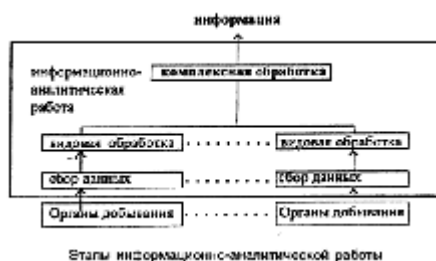 информация
информационно-
аналитическая
работа
комплексная обработка
видовая обработка
видовая обработка
сбор данных
сбор данных
Органы добывания
Органы добывания
Этапы информационно-аналитической работы